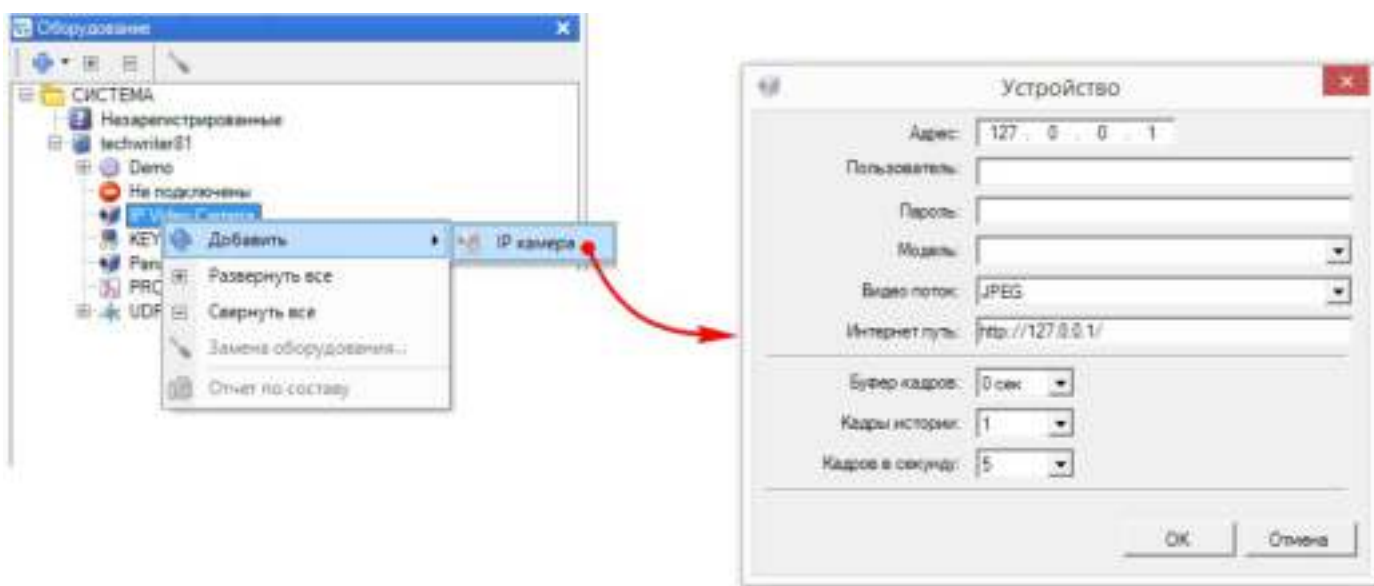 Оборудование
СИСТЕМА
Незарегистрированные
techwriter81
Demo
Не подключены
IP Video Camera
KEY
Добавить
IP камера
Pana
Развернуть все
PRO
UDP
Свернуть все
Замена оборудования...
Отчет по составу
Устройство
Адрес: 127 . 0 . 0 . 1
Пользователь:
Пароль:
Модель:
Видео поток: JPEG
Интернет путь: http://127.0.0.1/
Буфер кадров: 0 сек
Кадры истории: 1
Кадров в секунду: 5
OK
Отмена